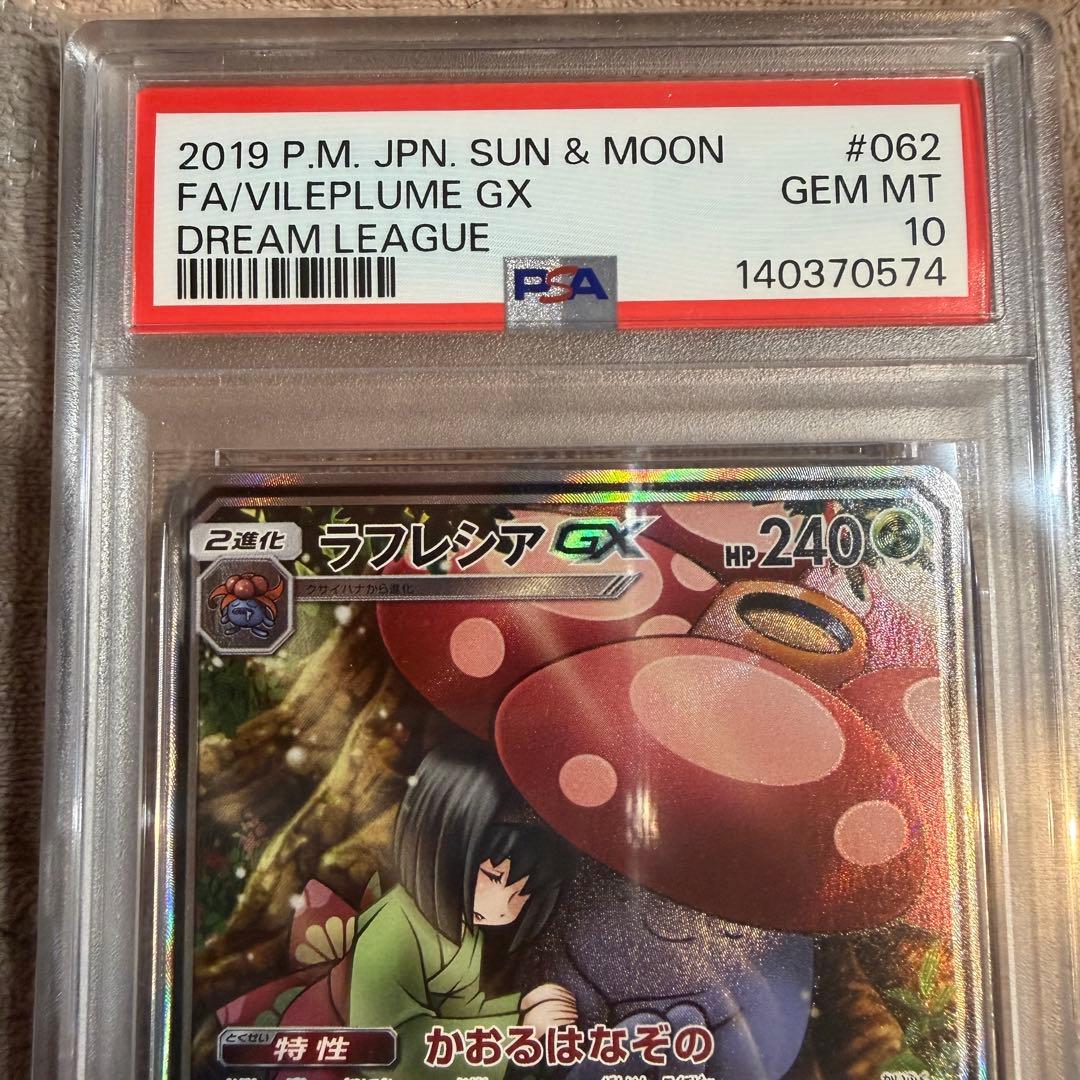 2019 P.M. JPN. SUN & MOON #062
FA/VILEPLUME GX GEM MT
DREAM LEAGUE 10
PSA 140370574
2進化 ラフレシアGX HP240
クサイハナから進化
とくせい
特性 かおるはなぞの